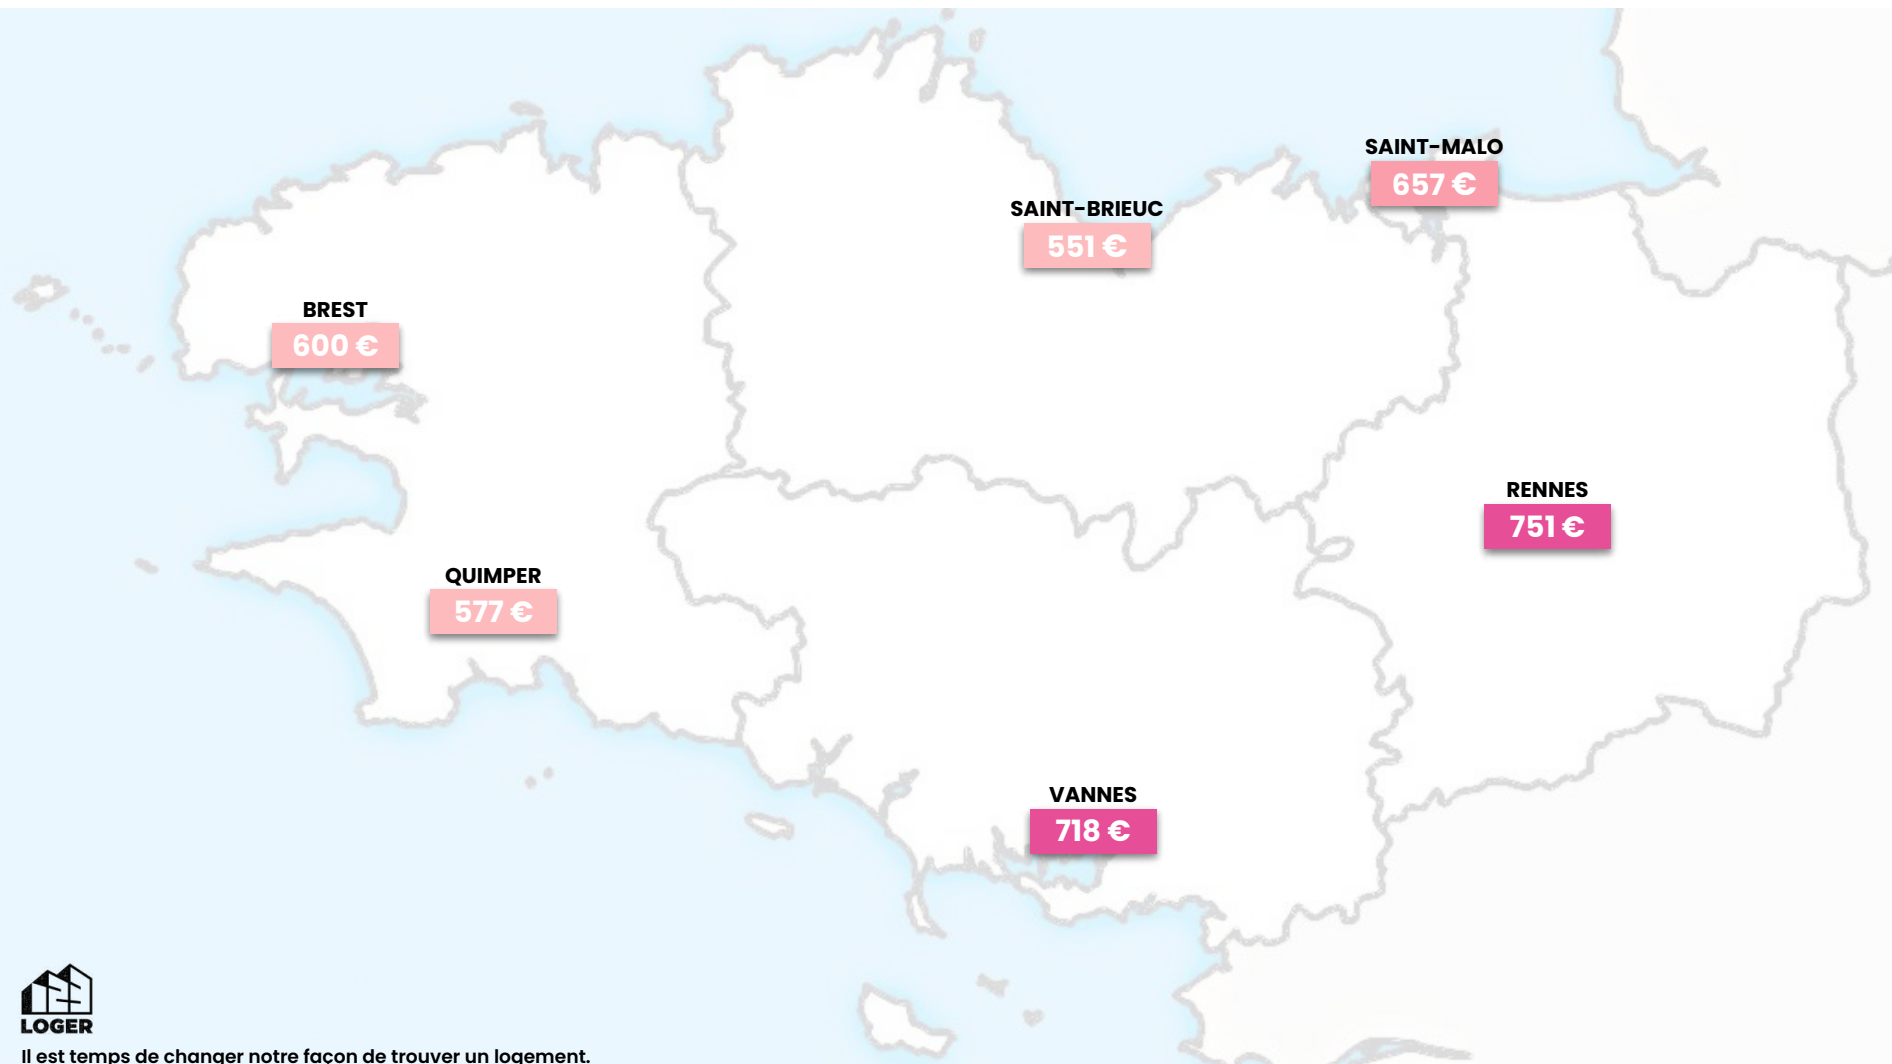 SAINT-MALO
657 €
SAINT-BRIEUC
551 €
BREST
600 €
RENNES
751 €
QUIMPER
577 €
VANNES
718 €
LOGER
Il est temps de changer notre façon de trouver un logement.